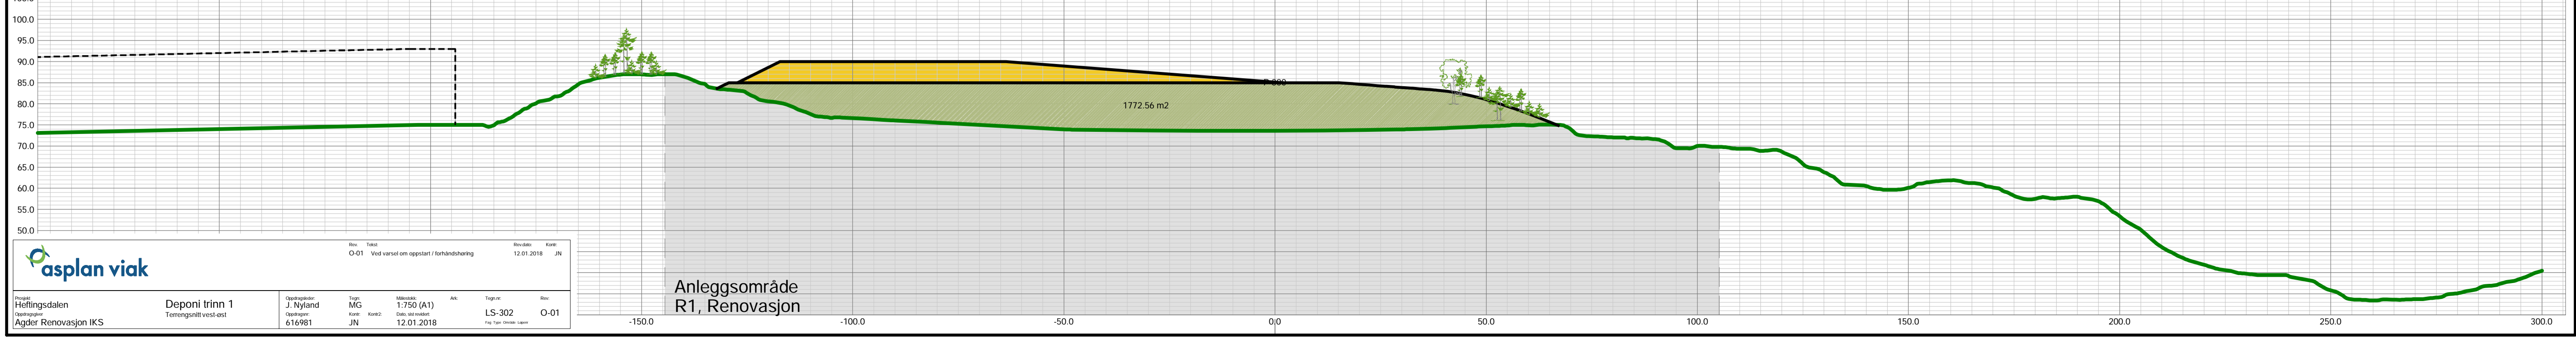 100.0
95.0
90.0
85.0
80.0
75.0
70.0
65.0
60.0
55.0
50.0
1772.56 m2
Anleggsområde
R1, Renovasjon
-150.0 -100.0 -50.0 0.0 50.0 100.0 150.0 200.0 250.0 300.0
asplan viak
Rev. Tekst Rev.dato Kontr
O-01 Ved varsel om oppstart / forhåndshøring 12.01.2018 JN
Prosjekt
Heftingsdalen
Oppdragsgiver
Agder Renovasjon IKS
Deponi trinn 1
Terrengsnitt vest-øst
Oppdragsleder: Tegn: Målestokk: Ark: Tegn.nr: Rev:
J. Nyland MG 1:750 (A1)
Oppdragsnr: Kontr: Kontr2: Dato, sist revidert: LS-302 O-01
616981 JN 12.01.2018